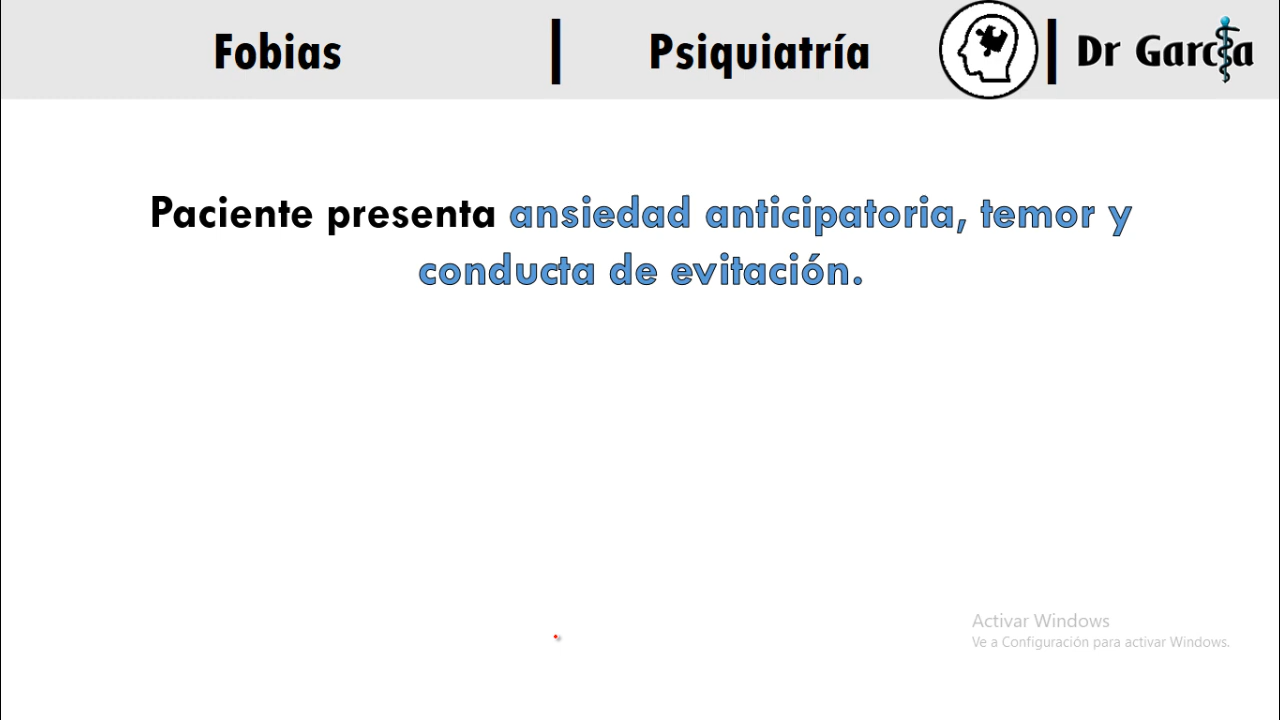 Fobias | Psiquiatría | Dr García
Paciente presenta ansiedad anticipatoria, temor y
conducta de evitación.
Activar Windows
Ve a Configuración para activar Windows.